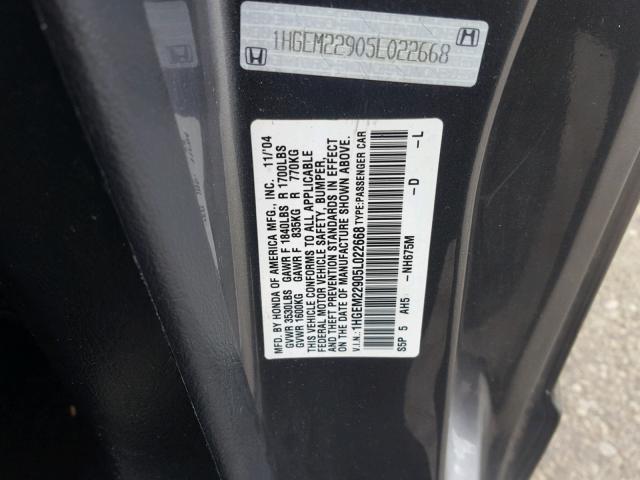 1HGEM22905L022668
MFD. BY HONDA OF AMERICA MFG., INC. 11/'04
GVWR 3530LBS GAWR F 1840LBS R 1700LBS
GVWR 1600KG GAWR F 835KG R 770KG
THIS VEHICLE CONFORMS TO ALL APPLICABLE
FEDERAL MOTOR VEHICLE SAFETY, BUMPER,
AND THEFT PREVENTION STANDARDS IN EFFECT
ON THE DATE OF MANUFACTURE SHOWN ABOVE.
V.I.N.: 1HGEM22905L022668 TYPE:PASSENGER CAR
S5P 5 AH5 -NH675M -D -L